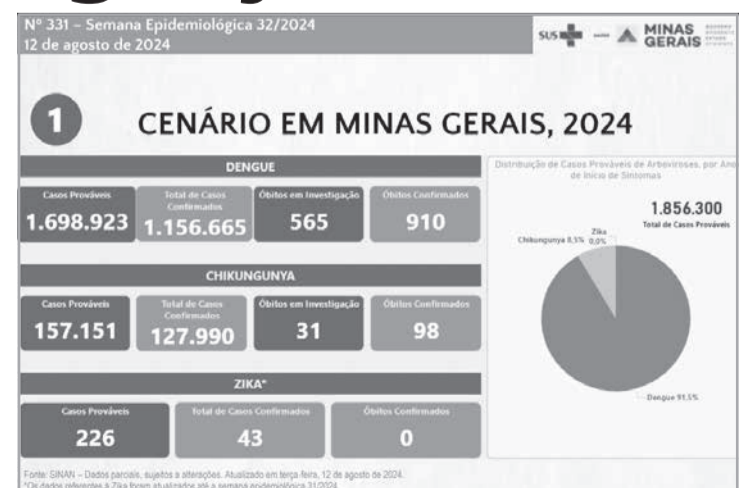 Nº 331 – Semana Epidemiológica 32/2024
12 de agosto de 2024
SUS
MINAS
GERAIS
1
CENÁRIO EM MINAS GERAIS, 2024
DENGUE
Casos Prováveis
1.698.923
Total de Casos
Confirmados
1.156.665
Óbitos em Investigação
565
Óbitos Confirmados
910
CHIKUNGUNYA
Casos Prováveis
157.151
Total de Casos
Confirmados
127.990
Óbitos em Investigação
31
Óbitos Confirmados
98
ZIKA*
Casos Prováveis
226
Total de Casos Confirmados
43
Óbitos Confirmados
0
Distribuição de Casos Prováveis de Arboviroses, por Ano
de Início de Sintomas
1.856.300
Total de Casos Prováveis
Zika
0,0%
Chikungunya 8,5%
Dengue 91,5%
Fonte: SINAN – Dados parciais, sujeitos a alterações. Atualizado em terça-feira, 12 de agosto de 2024.
*Os dados referentes à Zika foram atualizados até a semana epidemiológica 31/2024